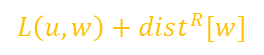 L(u, w) + dist^R[w]